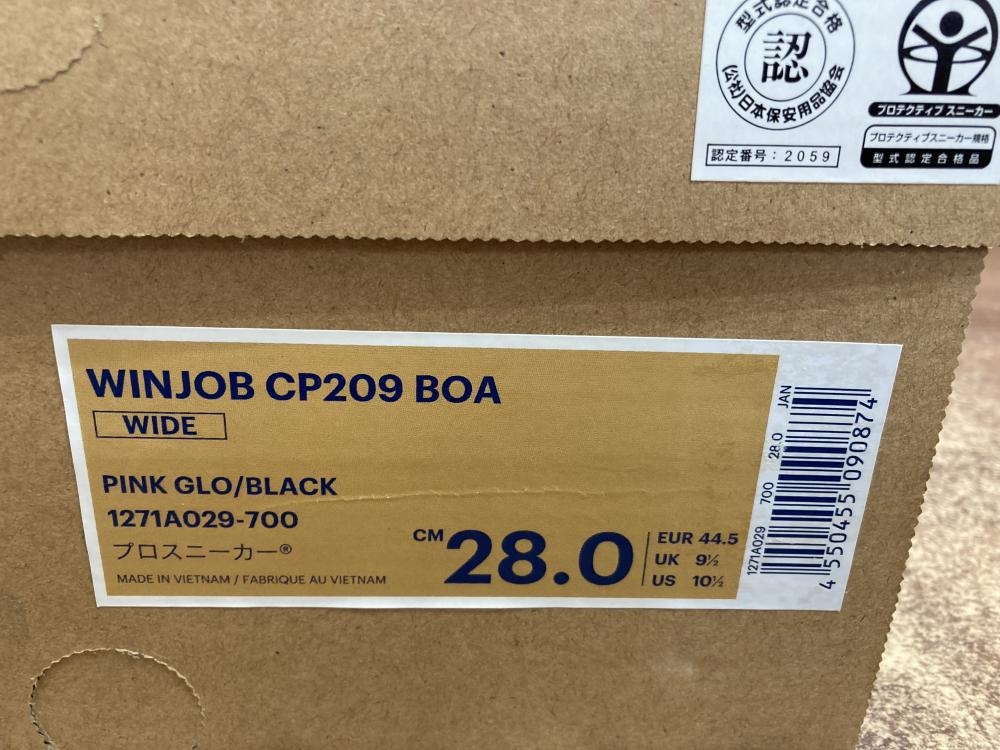 型式認定合格
認
(公社)日本保安用品協会
認定番号：2059
プロテクティブスニーカー
プロテクティブスニーカー規格
型式認定合格品
WINJOB CP209 BOA
WIDE
PINK GLO/BLACK
1271A029-700
プロスニーカー®
MADE IN VIETNAM / FABRIQUE AU VIETNAM
CM 28.0
EUR 44.5
UK 9½
US 10½
1271A029 700 28.0 JAN
4 550455 090874